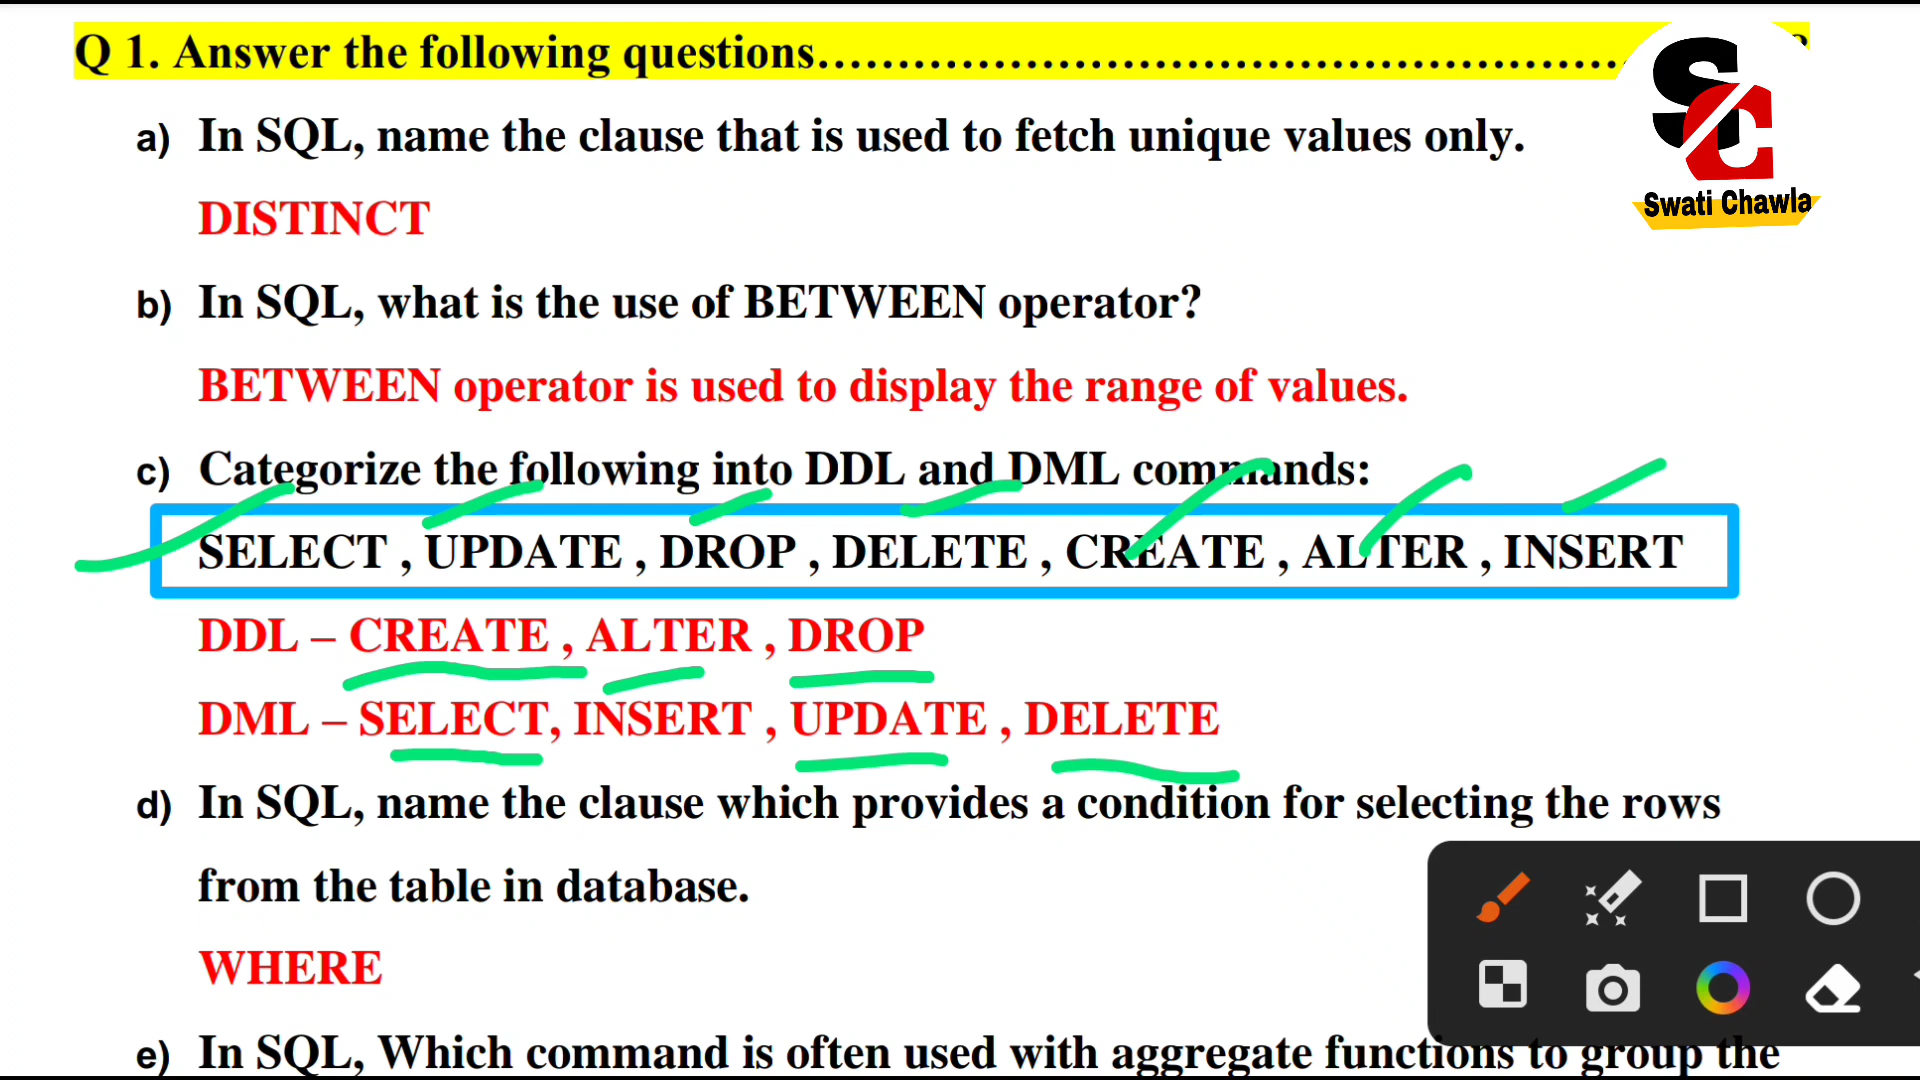 Q 1. Answer the following questions......................................................
SC
Swati Chawla
a) In SQL, name the clause that is used to fetch unique values only.
DISTINCT
b) In SQL, what is the use of BETWEEN operator?
BETWEEN operator is used to display the range of values.
c) Categorize the following into DDL and DML commands:
SELECT , UPDATE , DROP , DELETE , CREATE , ALTER , INSERT
DDL – CREATE , ALTER , DROP
DML – SELECT, INSERT , UPDATE , DELETE
d) In SQL, name the clause which provides a condition for selecting the rows
from the table in database.
WHERE
e) In SQL, Which command is often used with aggregate functions to group the